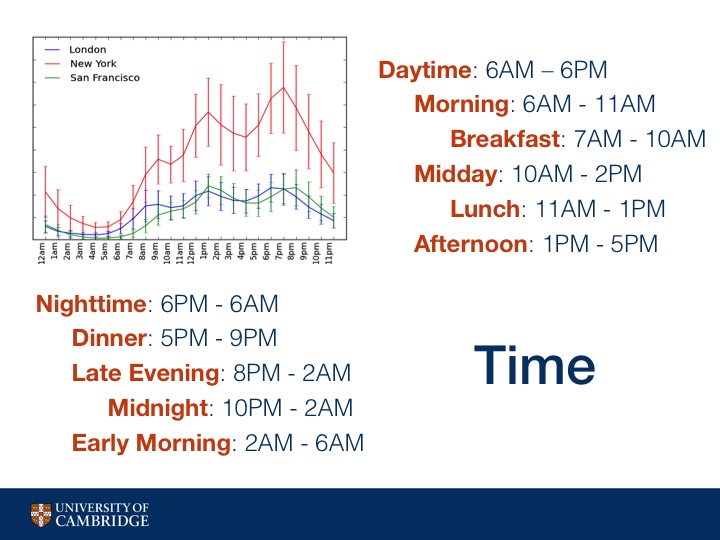 London
New York
San Francisco
12am 1am 2am 3am 4am 5am 6am 7am 8am 9am 10am 11am 12pm 1pm 2pm 3pm 4pm 5pm 6pm 7pm 8pm 9pm 10pm 11pm
Daytime: 6AM – 6PM
Morning: 6AM - 11AM
Breakfast: 7AM - 10AM
Midday: 10AM - 2PM
Lunch: 11AM - 1PM
Afternoon: 1PM - 5PM
Nighttime: 6PM - 6AM
Dinner: 5PM - 9PM
Late Evening: 8PM - 2AM
Midnight: 10PM - 2AM
Early Morning: 2AM - 6AM
Time
UNIVERSITY OF
CAMBRIDGE